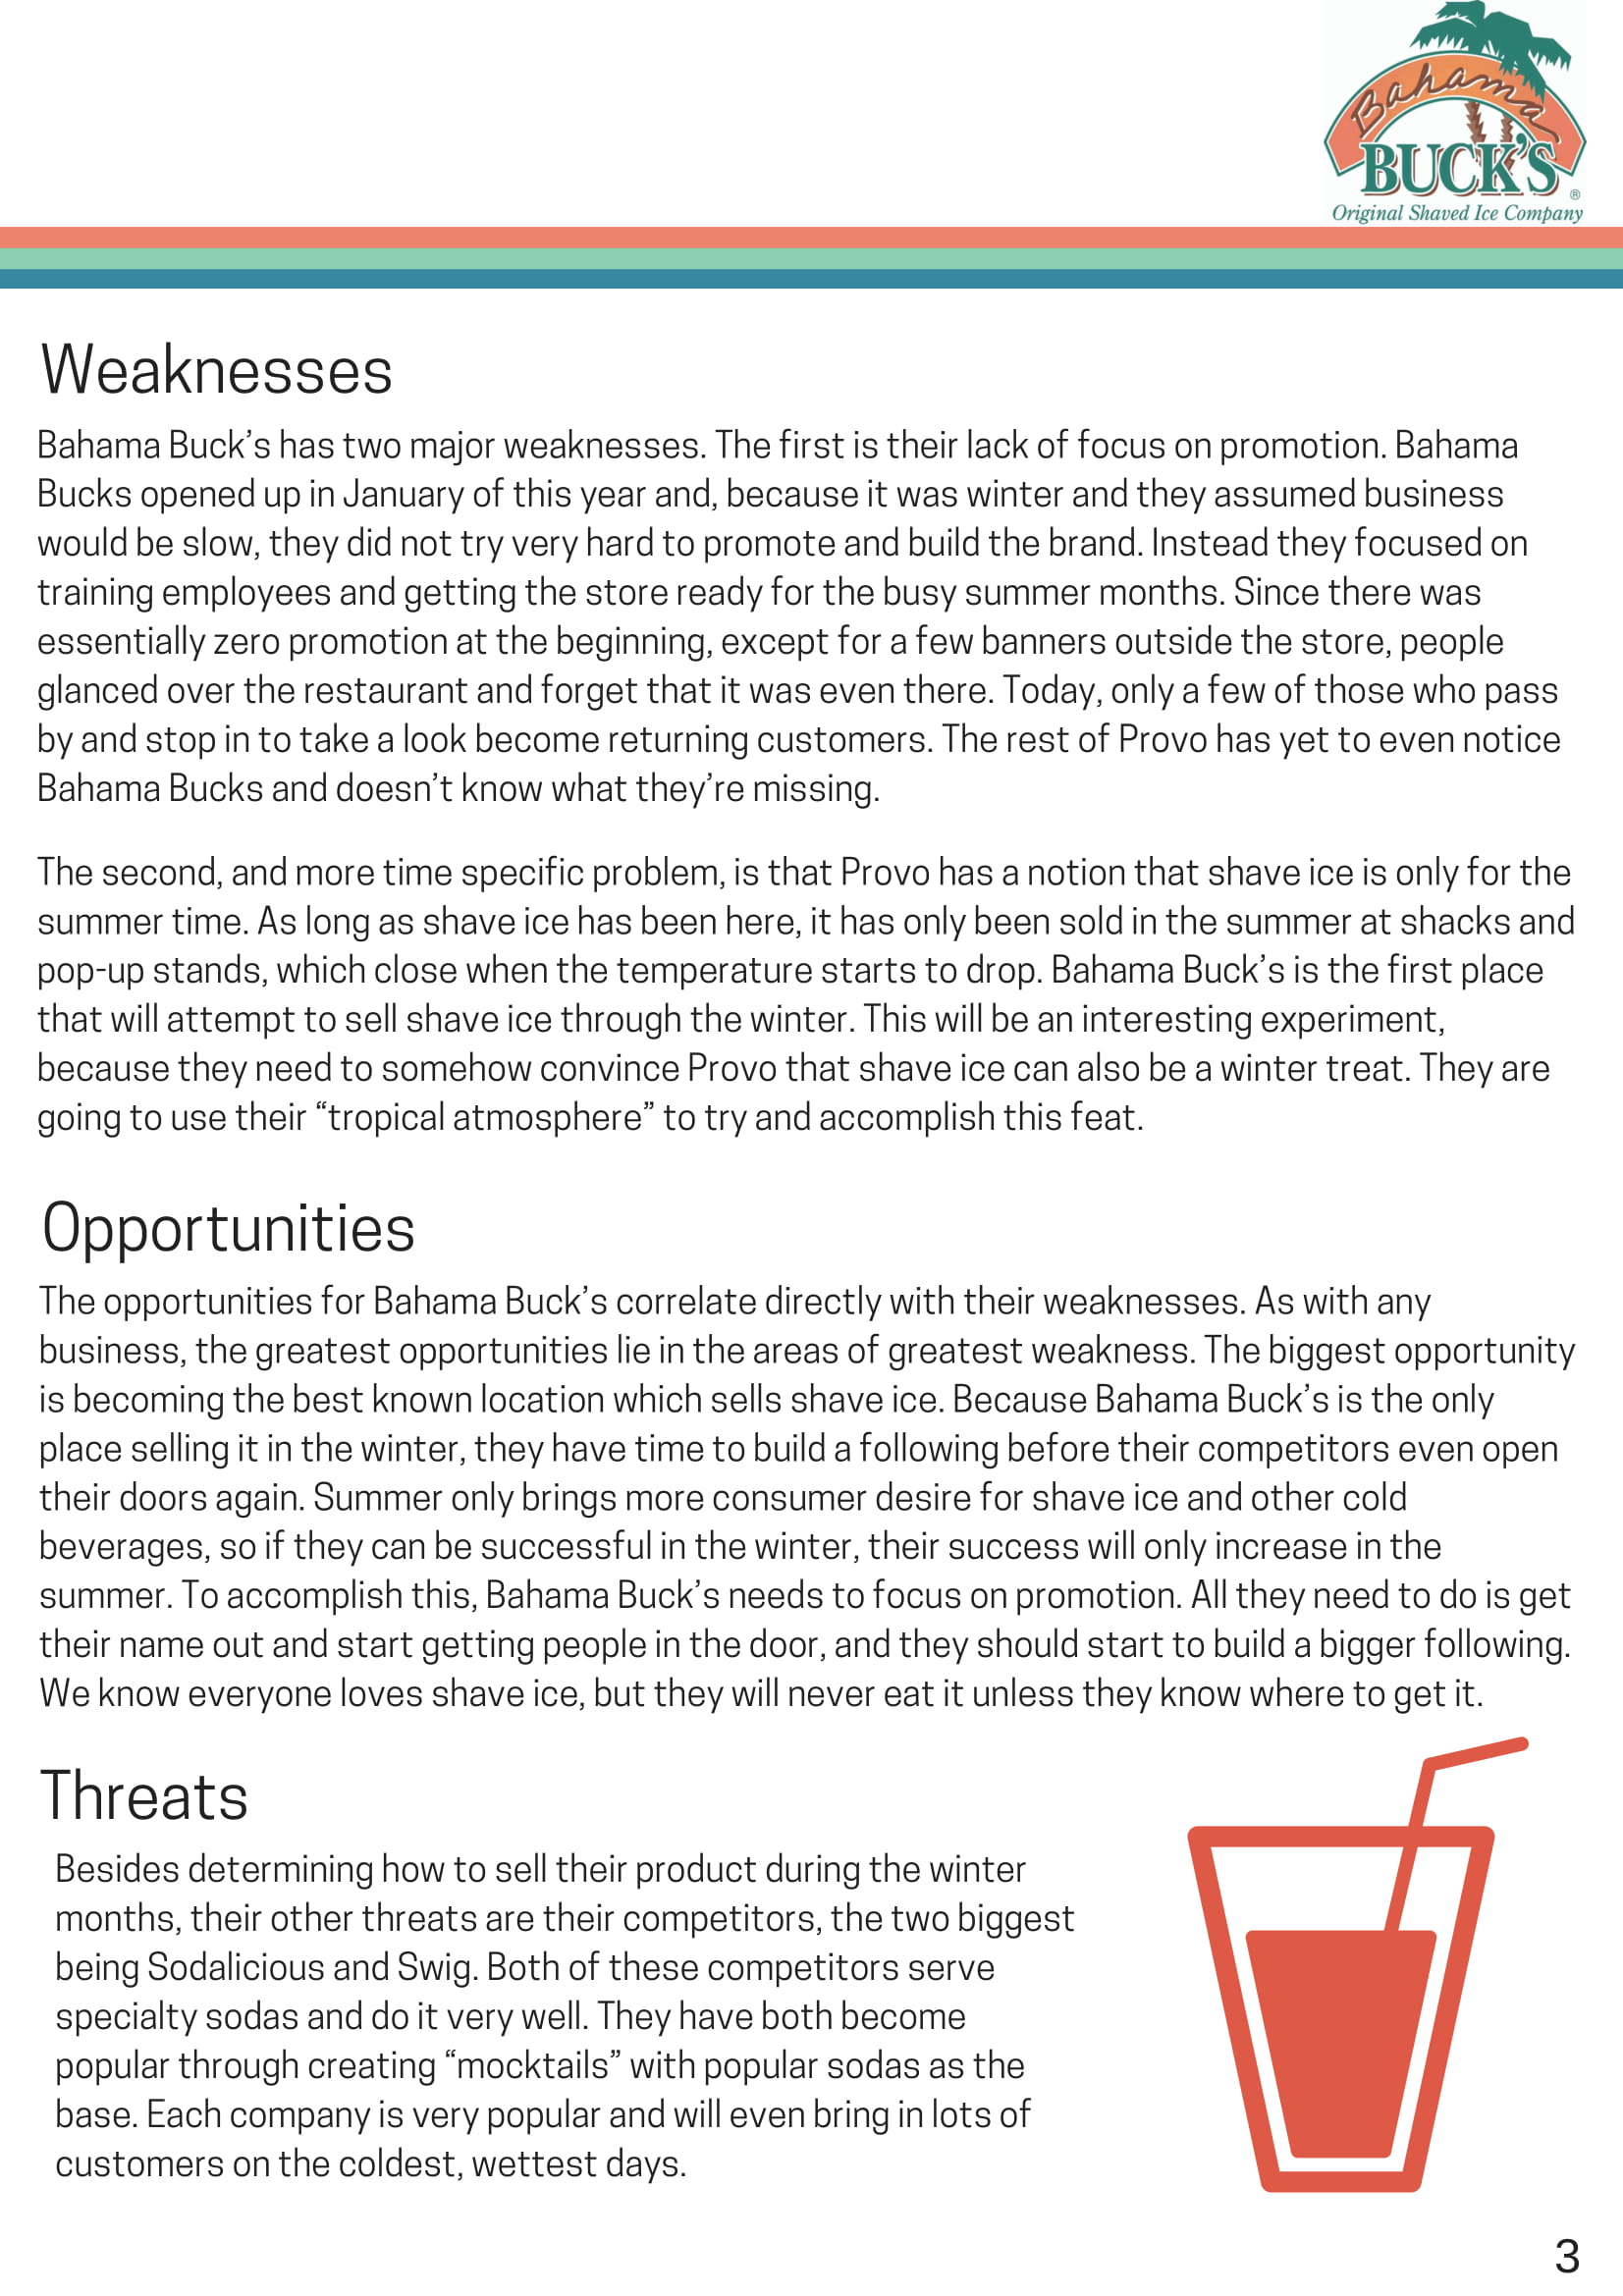 Bahama
BUCK'S ®
Original Shaved Ice Company
Weaknesses
Bahama Buck’s has two major weaknesses. The first is their lack of focus on promotion. Bahama
Bucks opened up in January of this year and, because it was winter and they assumed business
would be slow, they did not try very hard to promote and build the brand. Instead they focused on
training employees and getting the store ready for the busy summer months. Since there was
essentially zero promotion at the beginning, except for a few banners outside the store, people
glanced over the restaurant and forget that it was even there. Today, only a few of those who pass
by and stop in to take a look become returning customers. The rest of Provo has yet to even notice
Bahama Bucks and doesn’t know what they’re missing.
The second, and more time specific problem, is that Provo has a notion that shave ice is only for the
summer time. As long as shave ice has been here, it has only been sold in the summer at shacks and
pop-up stands, which close when the temperature starts to drop. Bahama Buck’s is the first place
that will attempt to sell shave ice through the winter. This will be an interesting experiment,
because they need to somehow convince Provo that shave ice can also be a winter treat. They are
going to use their “tropical atmosphere” to try and accomplish this feat.
Opportunities
The opportunities for Bahama Buck’s correlate directly with their weaknesses. As with any
business, the greatest opportunities lie in the areas of greatest weakness. The biggest opportunity
is becoming the best known location which sells shave ice. Because Bahama Buck’s is the only
place selling it in the winter, they have time to build a following before their competitors even open
their doors again. Summer only brings more consumer desire for shave ice and other cold
beverages, so if they can be successful in the winter, their success will only increase in the
summer. To accomplish this, Bahama Buck’s needs to focus on promotion. All they need to do is get
their name out and start getting people in the door, and they should start to build a bigger following.
We know everyone loves shave ice, but they will never eat it unless they know where to get it.
Threats
Besides determining how to sell their product during the winter
months, their other threats are their competitors, the two biggest
being Sodalicious and Swig. Both of these competitors serve
specialty sodas and do it very well. They have both become
popular through creating “mocktails” with popular sodas as the
base. Each company is very popular and will even bring in lots of
customers on the coldest, wettest days.
3